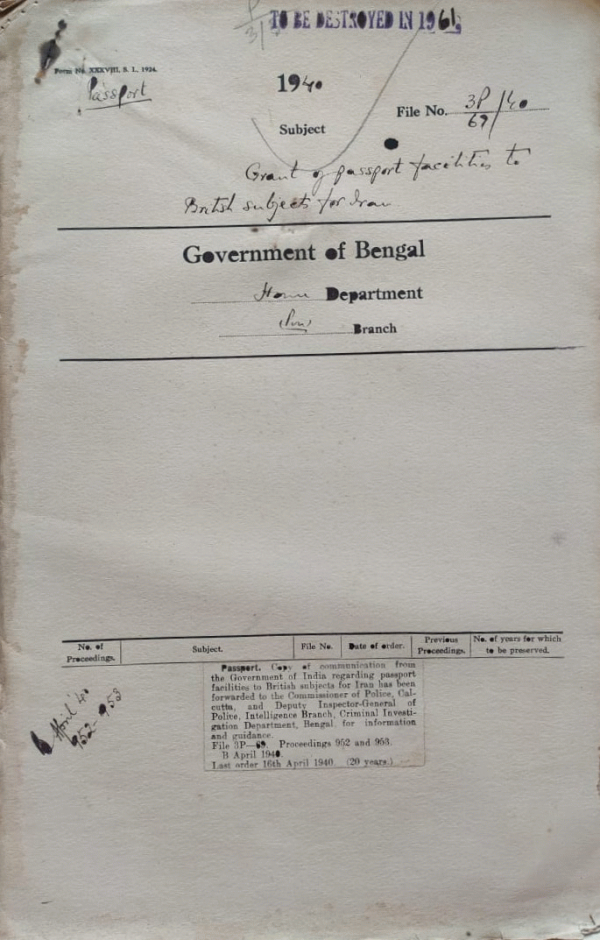 TO BE DESTROYED IN 1961
Form No. XXXVIII, S. L. 1924.
Passport
1940
File No. 3P/69/40
Subject
Grant of passport facilities to
British subjects for Iran
Government of Bengal
Home Department
Branch
No. of Proceedings.
Subject.
File No.
Date of order.
Previous Proceedings.
No. of years for which to be preserved.
B April '40
952-953
Passport. Copy of communication from
the Government of India regarding passport
facilities to British subjects for Iran has been
forwarded to the Commissioner of Police, Cal-
cutta, and Deputy Inspector-General of
Police, Intelligence Branch, Criminal Investi-
gation Department, Bengal, for information
and guidance.
File 3P—69. Proceedings 952 and 953.
B April 1940.
Last order 16th April 1940. (20 years.)